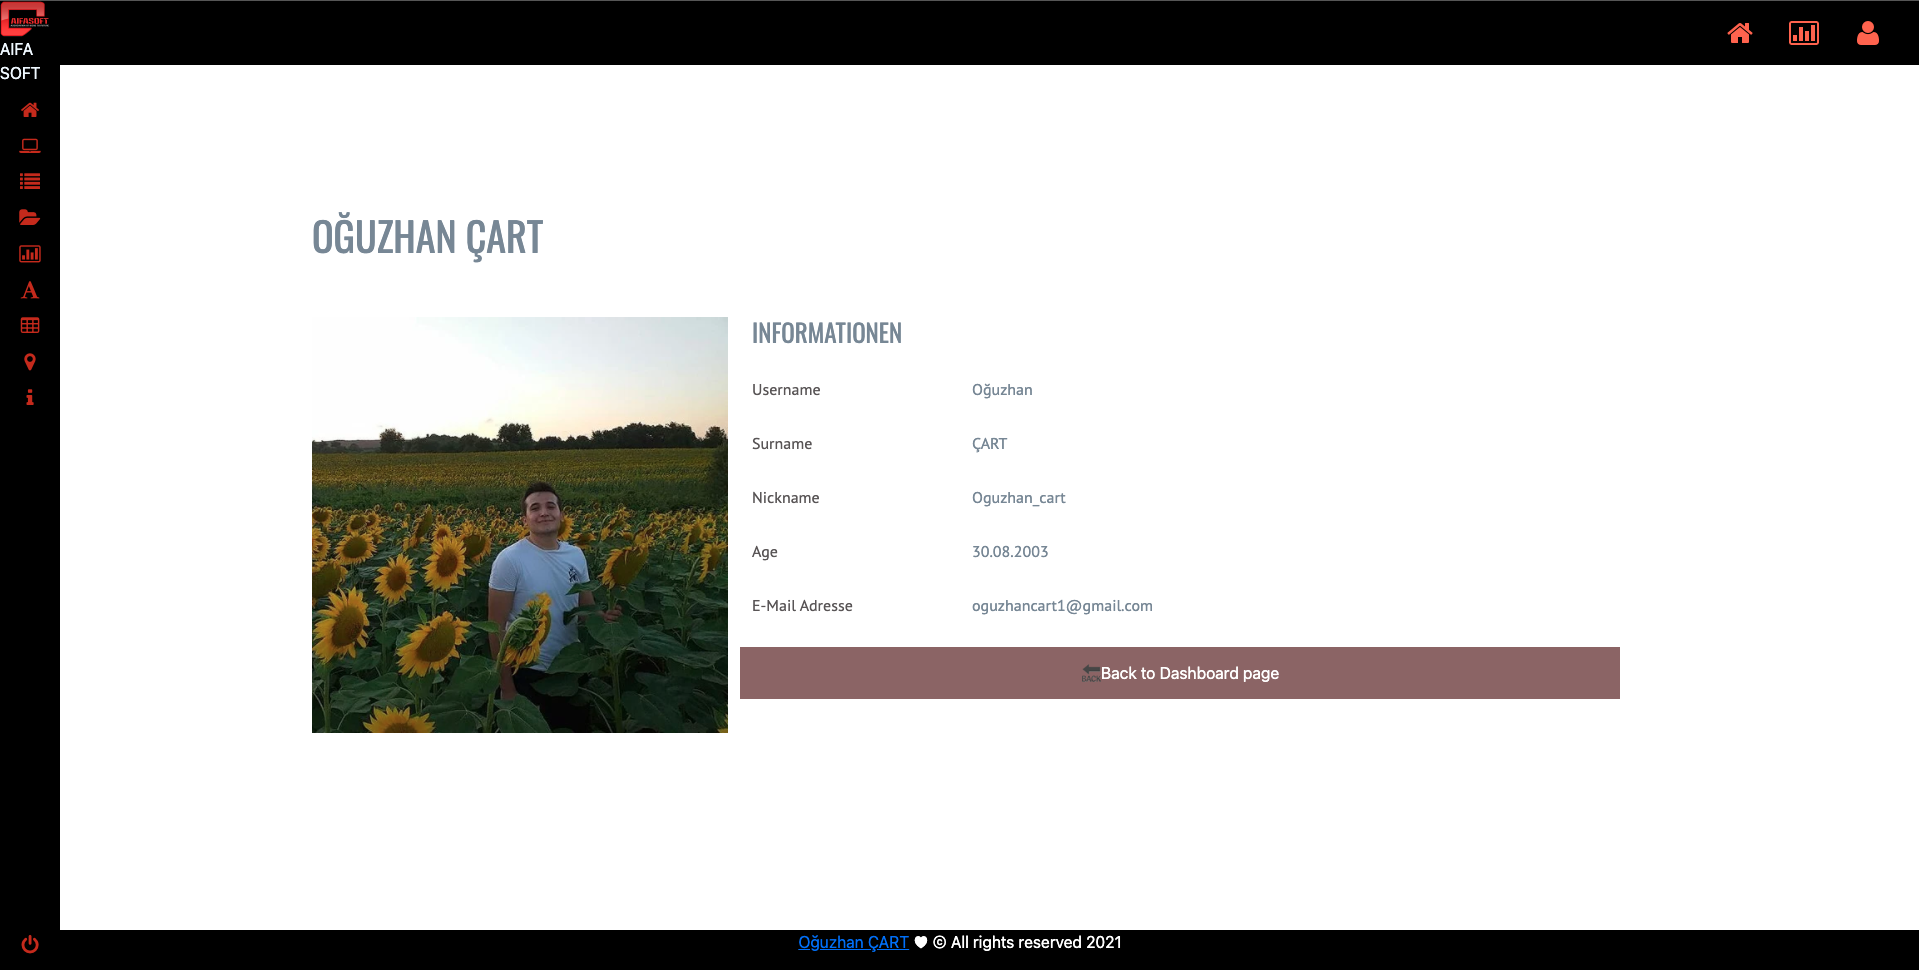 AIFASOFT
AIFA
SOFT
OĞUZHAN ÇART
INFORMATIONEN
Username Oğuzhan
Surname ÇART
Nickname Oguzhan_cart
Age 30.08.2003
E-Mail Adresse oguzhancart1@gmail.com
BACK Back to Dashboard page
Oğuzhan ÇART ♥ © All rights reserved 2021